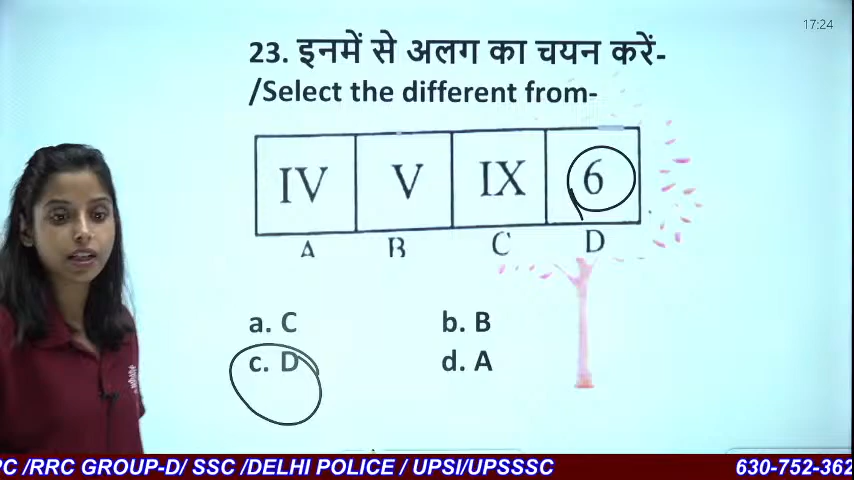 17:24
23. इनमें से अलग का चयन करें-
/Select the different from-
IV V IX 6
A B C D
a. C b. B
c. D d. A
PC /RRC GROUP-D/ SSC /DELHI POLICE / UPSI/UPSSSC 630-752-362